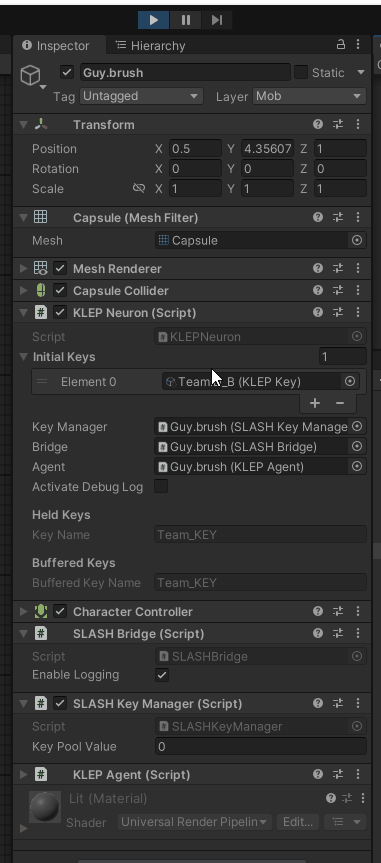 Inspector Hierarchy
Guy.brush Static
Tag Untagged Layer Mob
Transform
Position X 0.5 Y 4.35607 Z 1
Rotation X 0 Y 0 Z 0
Scale X 1 Y 1 Z 1
Capsule (Mesh Filter)
Mesh Capsule
Mesh Renderer
Capsule Collider
# KLEP Neuron (Script)
Script # KLEPNeuron
Initial Keys 1
Element 0 _B (KLEP Key)
+ −
Key Manager # Guy.brush (SLASH Key Manage
Bridge # Guy.brush (SLASH Bridge)
Agent # Guy.brush (KLEP Agent)
Activate Debug Log
Held Keys
Key Name Team_KEY
Buffered Keys
Buffered Key Name Team_KEY
Character Controller
# SLASH Bridge (Script)
Script # SLASHBridge
Enable Logging
# SLASH Key Manager (Script)
Script # SLASHKeyManager
Key Pool Value 0
# KLEP Agent (Script)
Lit (Material)
Shader Universal Render Pipelin Edit...